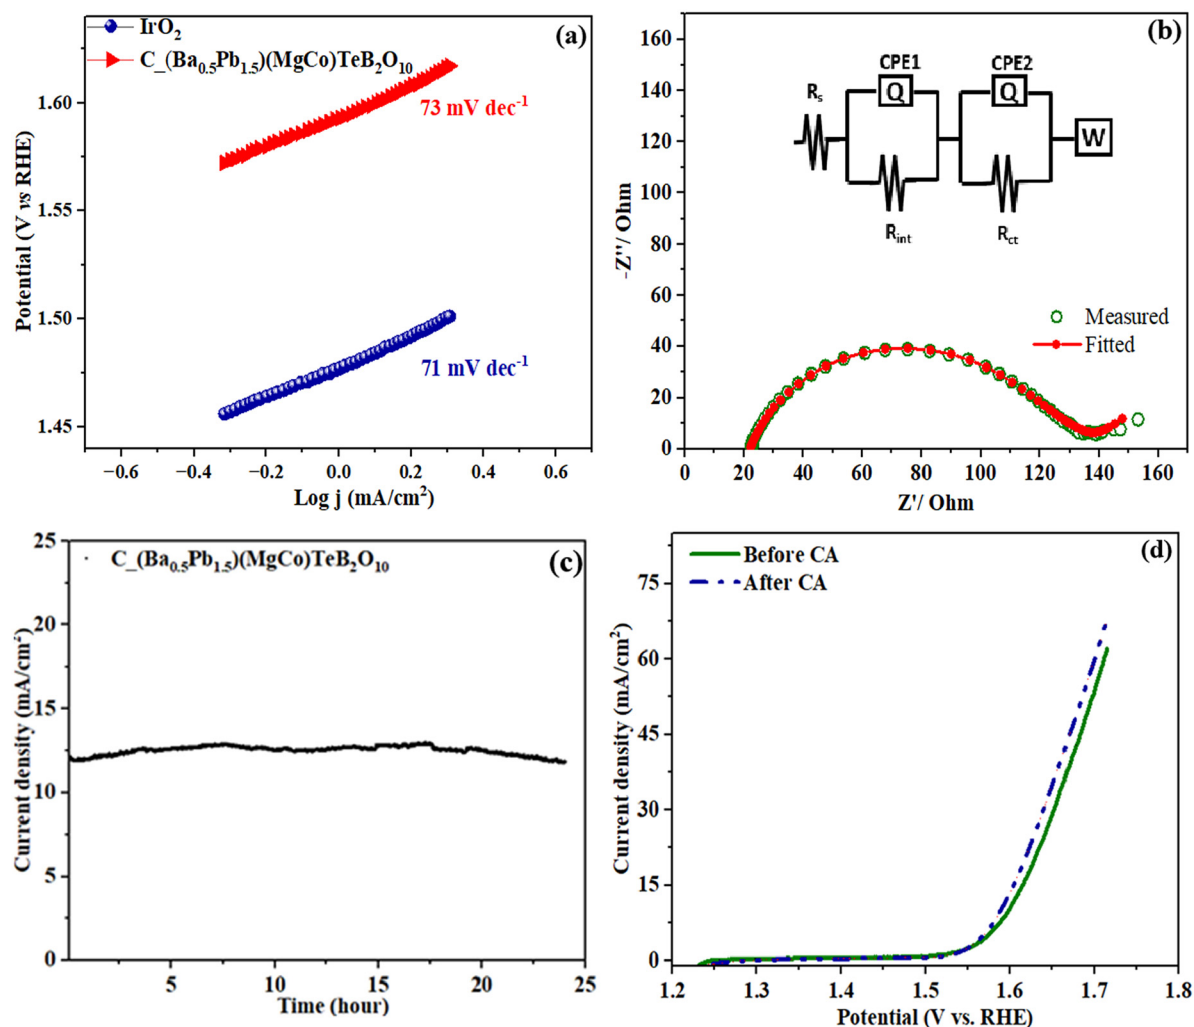 IrO₂
C_(Ba₀.₅Pb₁.₅)(MgCo)TeB₂O₁₀
(a)
73 mV dec⁻¹
71 mV dec⁻¹
1.60
1.55
1.50
1.45
Potential (V vs RHE)
−0.6 −0.4 −0.2 0.0 0.2 0.4 0.6
Log j (mA/cm²)
(b)
CPE1 CPE2
Rₛ Q Q W
R_int R_ct
160
140
120
100
80
60
40
20
0
-Z''/ Ohm
Measured
Fitted
0 20 40 60 80 100 120 140 160
Z'/ Ohm
C_(Ba₀.₅Pb₁.₅)(MgCo)TeB₂O₁₀
(c)
25
20
15
10
5
0
Current density (mA/cm²)
5 10 15 20 25
Time (hour)
Before CA
After CA
(d)
75
60
45
30
15
0
Current density (mA/cm²)
1.2 1.3 1.4 1.5 1.6 1.7 1.8
Potential (V vs. RHE)